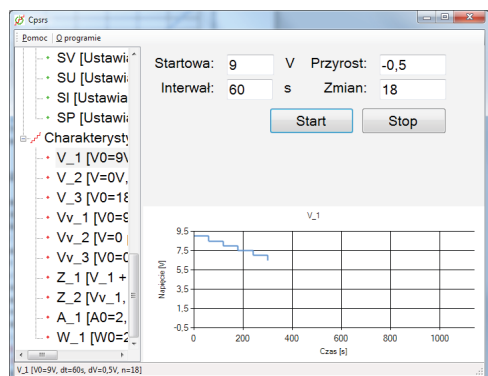 Cpsrs
Pomoc Q programie
SV [Ustawia
SU [Ustawia
SI [Ustawia
SP [Ustawia
Charakterysty
V_1 [V0=9V
V_2 [V=0V,
V_3 [V0=18
Vv_1 [V0=9
Vv_2 [V=0
Vv_3 [V0=0
Z_1 [V_1 +
Z_2 [Vv_1,
A_1 [A0=2,
W_1 [W0=2
Startowa: 9 V Przyrost: -0,5
Interwał: 60 s Zmian: 18
Start Stop
V_1
Napięcie [V]
9.5
7.5
5.5
3.5
1.5
-0.5
0 200 400 600 800 1000
Czas [s]
V_1 [V0=9V, dt=60s, dV=0,5V, n=18]